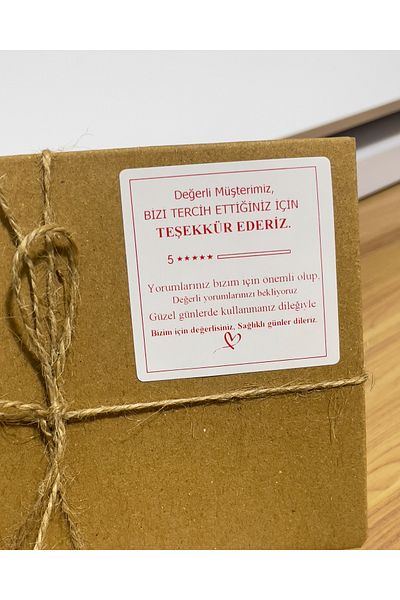 Değerli Müşterimiz,
BIZI TERCIH ETTIĞINIZ IÇIN
TEŞEKKÜR EDERIZ.
5 ★★★★★
Yorumlarınız bizim için önemli olup.
Değerli yorumlarınızı bekliyoruz
Güzel günlerde kullanmanız dileğiyle
Bizim için değerlisiniz, Sağlıklı günler dileriz.